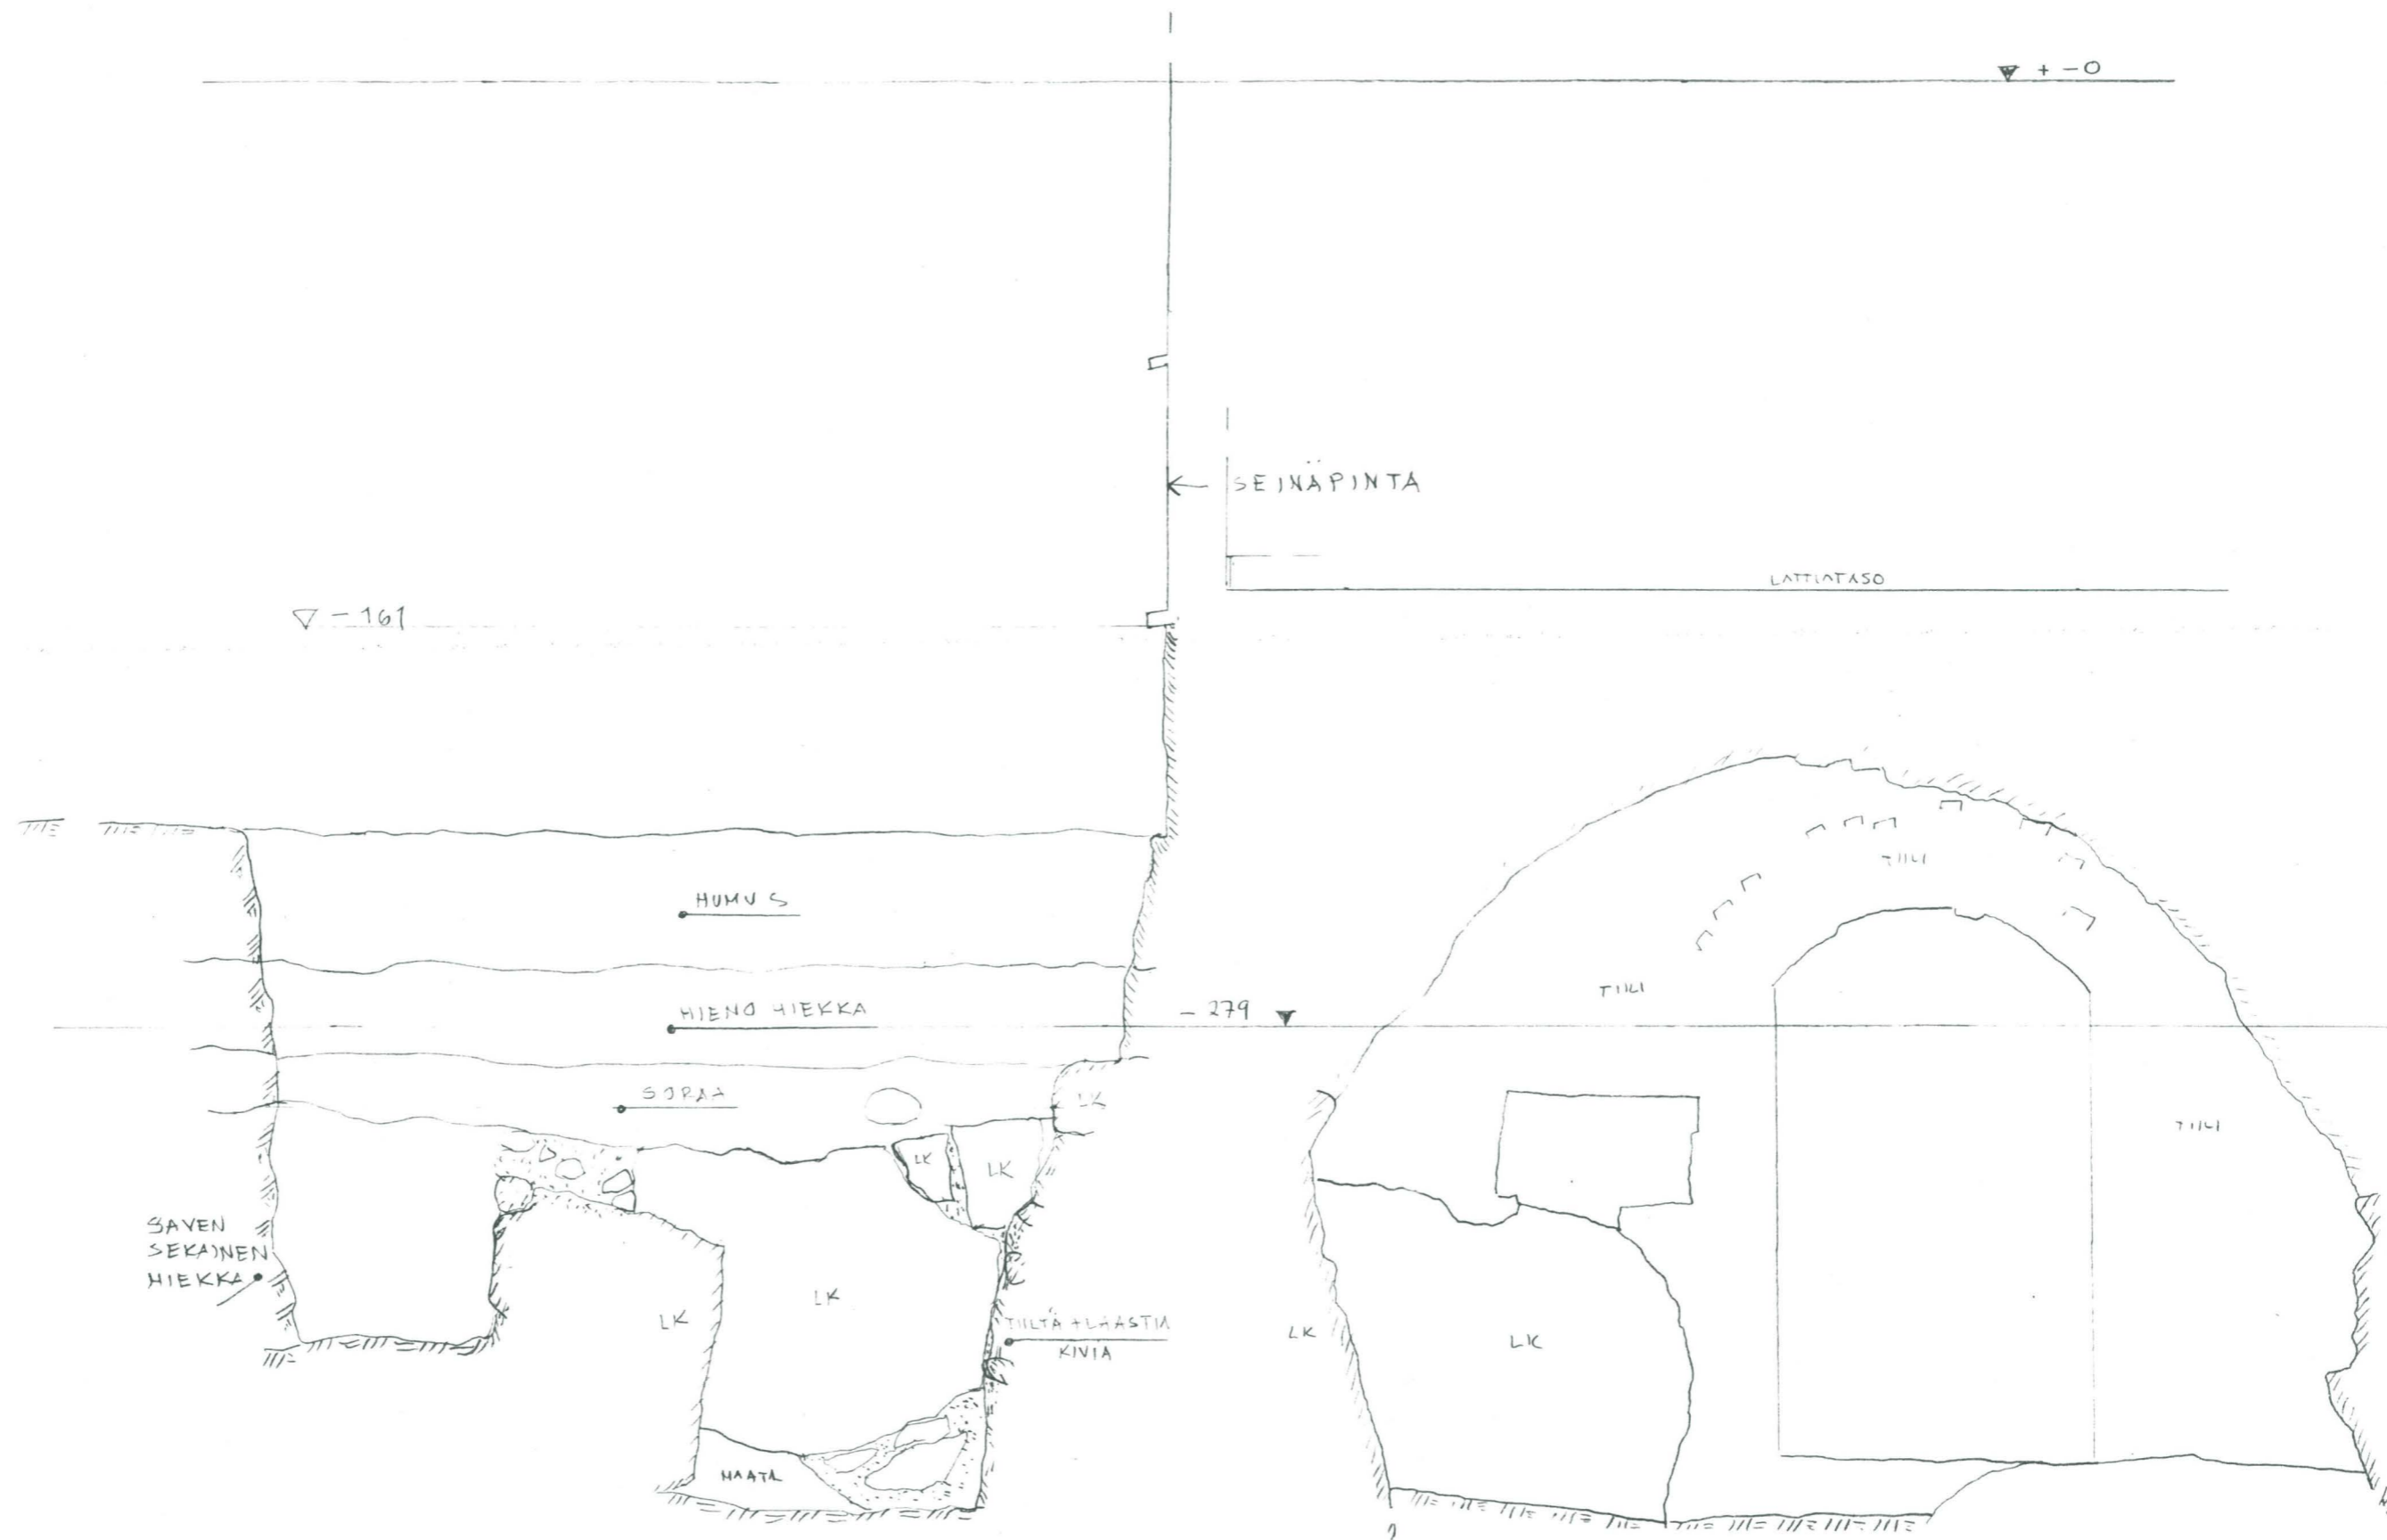 + -0
SEINÄPINTA
LATTIATASO
-161
HUMUS
TIILI
TIILI
HIENO HIEKKA
- 279
SORAA
LK
TIILI
LK
LK
SAVEN
SEKAINEN
HIEKKA
LK
LK
TIILTÄ + LAASTIA
KIVIÄ
LK
LK
MAATA